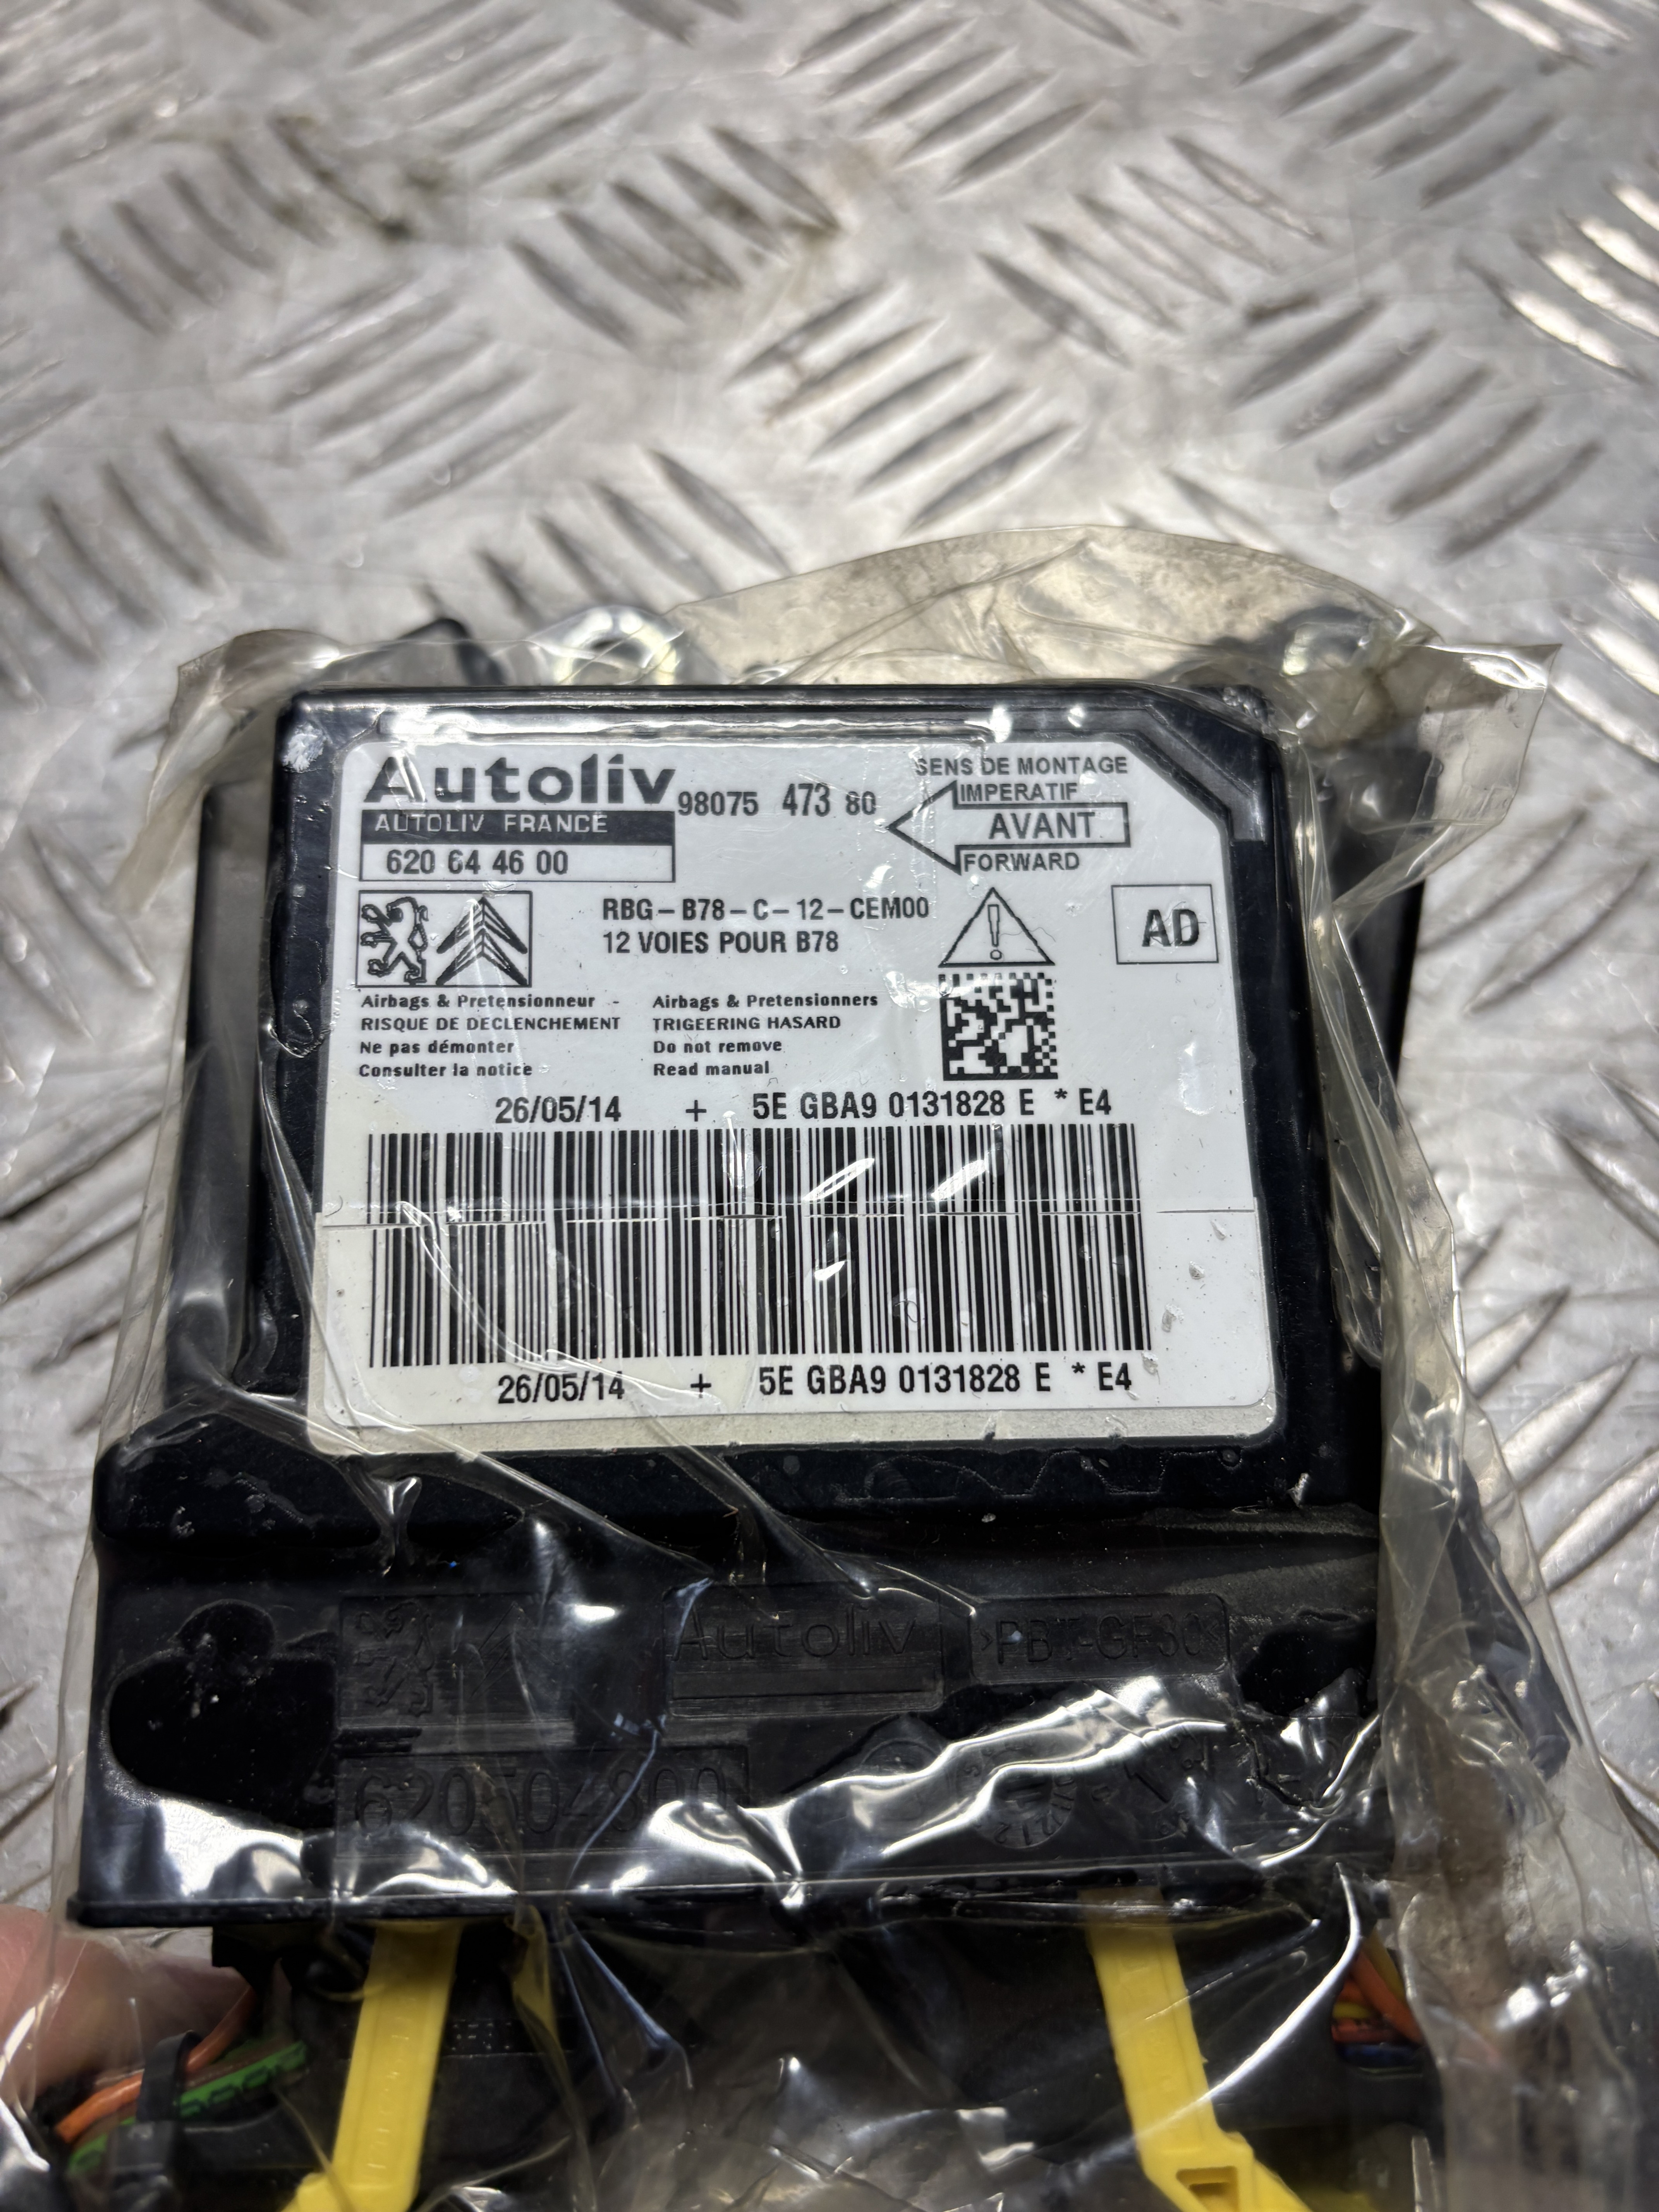 Autoliv
98075 473 80
AUTOLIV FRANCE
620 64 46 00
SENS DE MONTAGE
IMPERATIF
AVANT
FORWARD
RBG-B78-C-12-CEM00
12 VOIES POUR B78
AD
Airbags & Pretensionneur -
RISQUE DE DECLENCHEMENT
Ne pas démonter
Consulter la notice
Airbags & Pretensionners
TRIGEERING HASARD
Do not remove
Read manual
26/05/14 + 5E GBA9 0131828 E * E4
26/05/14 + 5E GBA9 0131828 E * E4
Autoliv